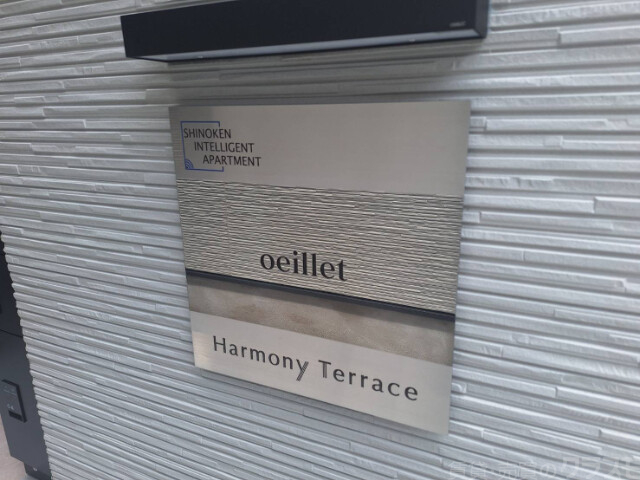 SHINOKEN
INTELLIGENT
APARTMENT
oeillet
Harmony Terrace